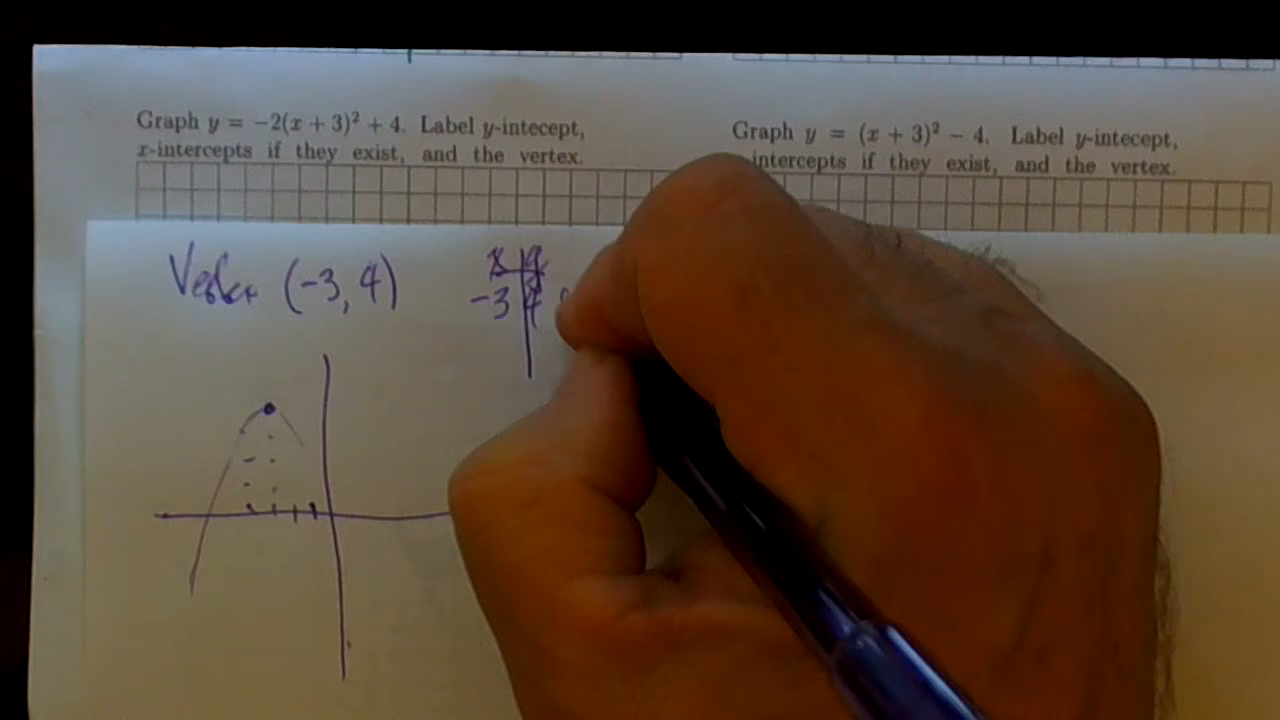 Graph y = −2(x + 3)² + 4. Label y-intecept,
x-intercepts if they exist, and the vertex.
Graph y = (x + 3)² − 4. Label y-intecept,
intercepts if they exist, and the vertex.
Vertex (-3, 4)
x y
-3 4